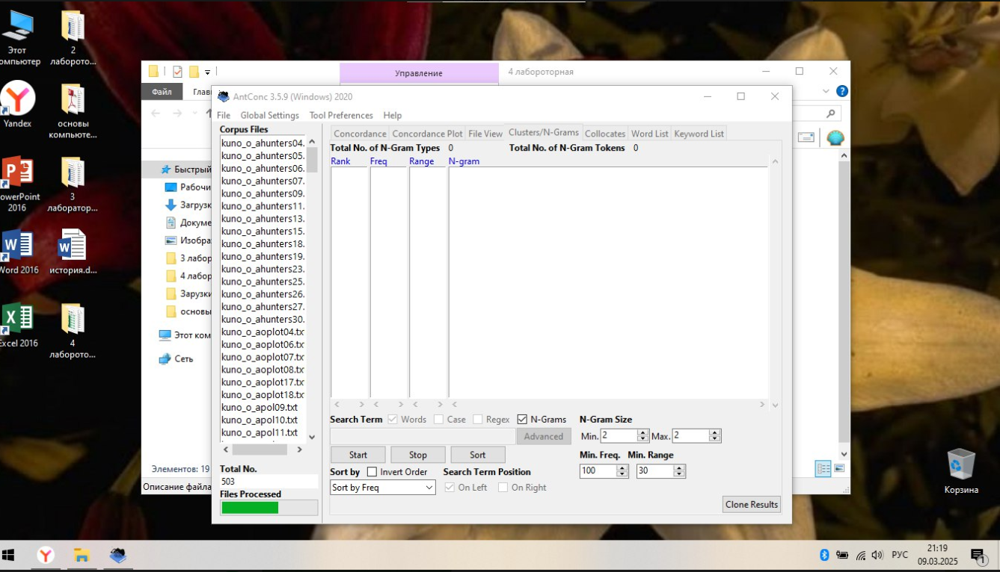 Этот
омпьютер
2
лаборото...
Yandex
основы
компьюте...
owerPoint
2016
3
лаборатор...
Word 2016
история.d...
Excel 2016
4
лаборото...
Управление
4 лабороторная
Файл
Глав
Быстрый
Рабочи
Загрузк
Докуме
Изобра
3 лабор
4 лабор
Зарузки
основы
Этот ком
Сеть
Элементов: 19
Описание файла
AntConc 3.5.9 (Windows) 2020
File Global Settings Tool Preferences Help
Corpus Files
kuno_o_ahunters04.
kuno_o_ahunters05.
kuno_o_ahunters06.
kuno_o_ahunters07.
kuno_o_ahunters09.
kuno_o_ahunters11.
kuno_o_ahunters13.
kuno_o_ahunters15.
kuno_o_ahunters18.
kuno_o_ahunters19.
kuno_o_ahunters23.
kuno_o_ahunters25.
kuno_o_ahunters26.
kuno_o_ahunters27.
kuno_o_ahunters30.
kuno_o_aoplot04.tx
kuno_o_aoplot06.tx
kuno_o_aoplot07.tx
kuno_o_aoplot08.tx
kuno_o_aoplot17.tx
kuno_o_aoplot18.tx
kuno_o_apol09.txt
kuno_o_apol10.txt
kuno_o_apol11.txt
Total No.
503
Files Processed
Concordance Concordance Plot File View Clusters/N-Grams Collocates Word List Keyword List
Total No. of N-Gram Types 0 Total No. of N-Gram Tokens 0
Rank Freq Range N-gram
Search Term Words Case Regex N-Grams N-Gram Size
Advanced Min. 2 Max. 2
Start Stop Sort Min. Freq. Min. Range
Sort by Invert Order Search Term Position 100 30
Sort by Freq On Left On Right
Clone Results
Корзина
РУС
21:19
09.03.2025
1